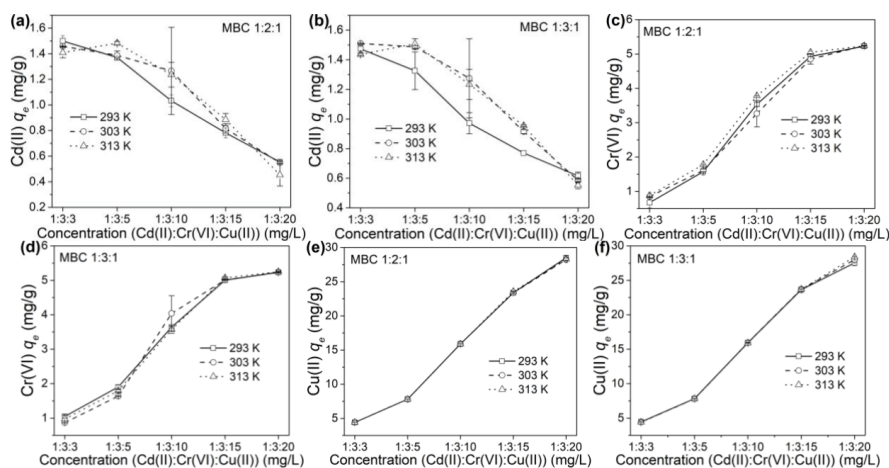 (a)
MBC 1:2:1
Cd(II) qe (mg/g)
1.6
1.4
1.2
1.0
0.8
0.6
0.4
0.2
293 K
303 K
313 K
1:3:3 1:3:5 1:3:10 1:3:15 1:3:20
Concentration (Cd(II):Cr(VI):Cu(II)) (mg/L)
(b)
MBC 1:3:1
Cd(II) qe (mg/g)
1.6
1.4
1.2
1.0
0.8
0.6
0.4
0.2
293 K
303 K
313 K
1:3:3 1:3:5 1:3:10 1:3:15 1:3:20
Concentration (Cd(II):Cr(VI):Cu(II)) (mg/L)
(c)
MBC 1:2:1
Cr(VI) qe (mg/g)
6
5
4
3
2
1
293 K
303 K
313 K
1:3:3 1:3:5 1:3:10 1:3:15 1:3:20
Concentration (Cd(II):Cr(VI):Cu(II)) (mg/L)
(d)
MBC 1:3:1
Cr(VI) qe (mg/g)
6
5
4
3
2
1
293 K
303 K
313 K
1:3:3 1:3:5 1:3:10 1:3:15 1:3:20
Concentration (Cd(II):Cr(VI):Cu(II)) (mg/L)
(e)
MBC 1:2:1
Cu(II) qe (mg/g)
30
25
20
15
10
5
293 K
303 K
313 K
1:3:3 1:3:5 1:3:10 1:3:15 1:3:20
Concentration (Cd(II):Cr(VI):Cu(II)) (mg/L)
(f)
MBC 1:3:1
Cu(II) qe (mg/g)
30
25
20
15
10
5
293 K
303 K
313 K
1:3:3 1:3:5 1:3:10 1:3:15 1:3:20
Concentration (Cd(II):Cr(VI):Cu(II)) (mg/L)